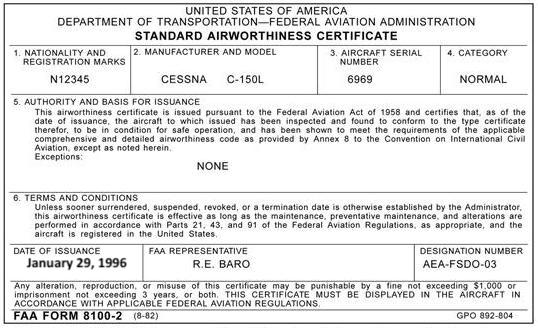 UNITED STATES OF AMERICA
DEPARTMENT OF TRANSPORTATION—FEDERAL AVIATION ADMINISTRATION
STANDARD AIRWORTHINESS CERTIFICATE
1. NATIONALITY AND
REGISTRATION MARKS
N12345
2. MANUFACTURER AND MODEL
CESSNA C-150L
3. AIRCRAFT SERIAL
NUMBER
6969
4. CATEGORY
NORMAL
5. AUTHORITY AND BASIS FOR ISSUANCE
This airworthiness certificate is issued pursuant to the Federal Aviation Act of 1958 and certifies that, as of the
date of issuance, the aircraft to which issued has been inspected and found to conform to the type certificate
therefor, to be in condition for safe operation, and has been shown to meet the requirements of the applicable
comprehensive and detailed airworthiness code as provided by Annex 8 to the Convention on International Civil
Aviation, except as noted herein.
Exceptions:
NONE
6. TERMS AND CONDITIONS
Unless sooner surrendered, suspended, revoked, or a termination date is otherwise established by the Administrator,
this airworthiness certificate is effective as long as the maintenance, preventative maintenance, and alterations are
performed in accordance with Parts 21, 43, and 91 of the Federal Aviation Regulations, as appropriate, and the
aircraft is registered in the United States.
DATE OF ISSUANCE
January 29, 1996
FAA REPRESENTATIVE
R.E. BARO
DESIGNATION NUMBER
AEA-FSDO-03
Any alteration, reproduction, or misuse of this certificate may be punishable by a fine not exceeding $1,000 or
imprisonment not exceeding 3 years, or both. THIS CERTIFICATE MUST BE DISPLAYED IN THE AIRCRAFT IN
ACCORDANCE WITH APPLICABLE FEDERAL AVIATION REGULATIONS.
FAA FORM 8100-2 (8-82) GPO 892-804